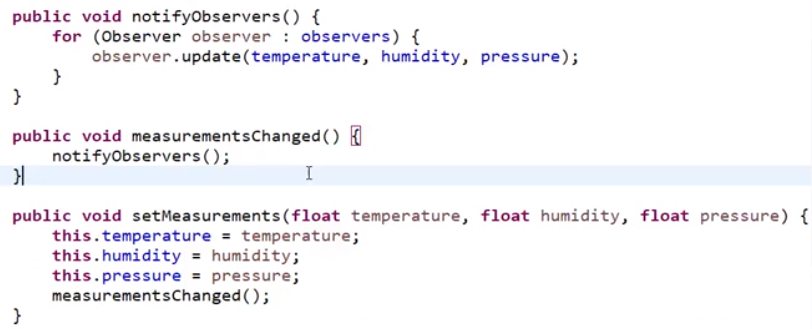 public void notifyObservers() {
    for (Observer observer : observers) {
        observer.update(temperature, humidity, pressure);
    }
}

public void measurementsChanged() {
    notifyObservers();
}

public void setMeasurements(float temperature, float humidity, float pressure) {
    this.temperature = temperature;
    this.humidity = humidity;
    this.pressure = pressure;
    measurementsChanged();
}